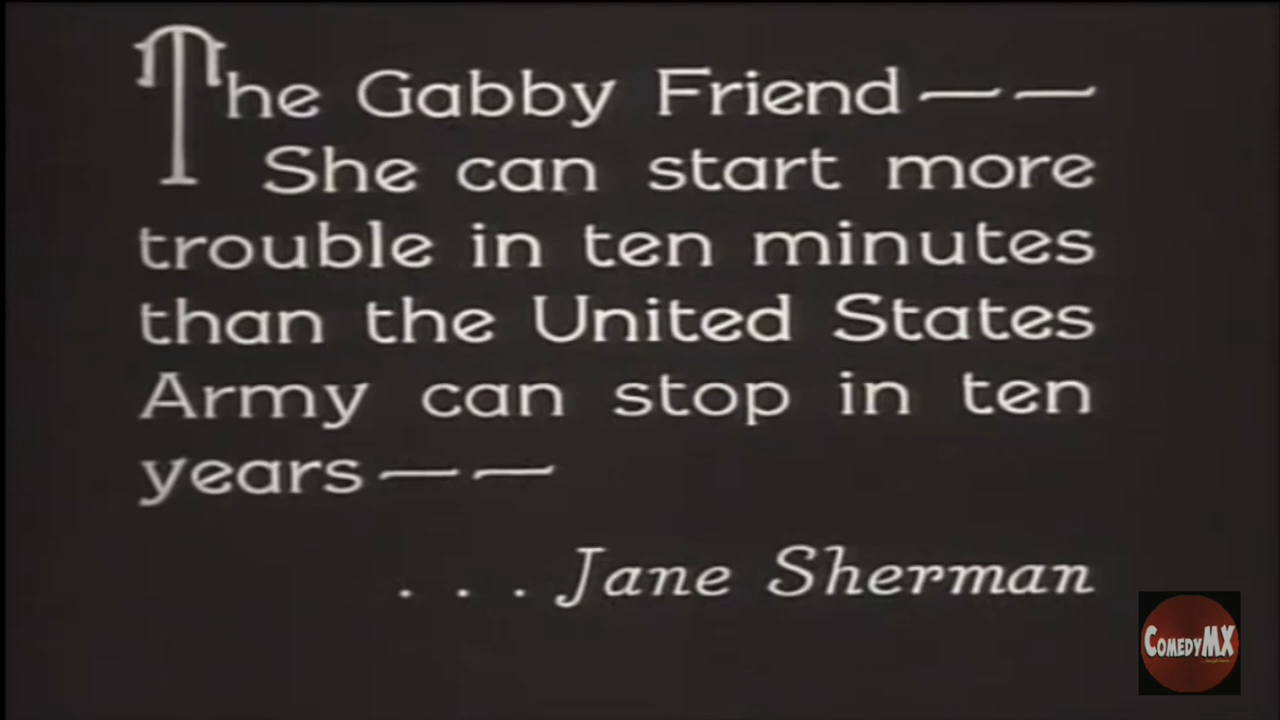 The Gabby Friend — —
She can start more
trouble in ten minutes
than the United States
Army can stop in ten
years — —
. . . Jane Sherman
COMEDYMX